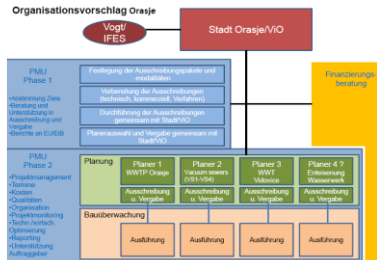 Organisationsvorschlag Orasje
Vogt/
IFES
Stadt Orasje/ViO
PMU
Phase 1
•Abstimmung Ziele
•Beratung und
Unterstützung in
Ausschreibung und
Vergabe
•Berichte an EU/EIB
Festlegung der Ausschreibungspakete und
-modalitäten
Vorbereitung der Ausschreibungen
(technisch, kommerziell, Verfahren)
Durchführung der Ausschreibungen
gemeinsam mit Stadt/ViO
Planerauswahl und Vergabe gemeinsam mit
Stadt/ViO
Finanzierungs-
beratung
PMU
Phase 2
•Projektmanagement
•Termine
•Kosten
•Qualitäten
•Organisation
•Projektmonitoring
•Techn./wirtsch.
Optimierung
•Reporting
•Unterstützung
Auftraggeber
Planung
Planer 1
WWTP Orasje
Planer 2
Vacuum sewers
(VS1-VS4)
Planer 3
WWT
Vidovice
Planer 4 ?
Enteisenung
Wasserwerk
Ausschreibung
u. Vergabe
Ausschreibung
u. Vergabe
Ausschreibung
u. Vergabe
Ausschreibung
u. Vergabe
Bauüberwachung
Ausführung
Ausführung
Ausführung
Ausführung